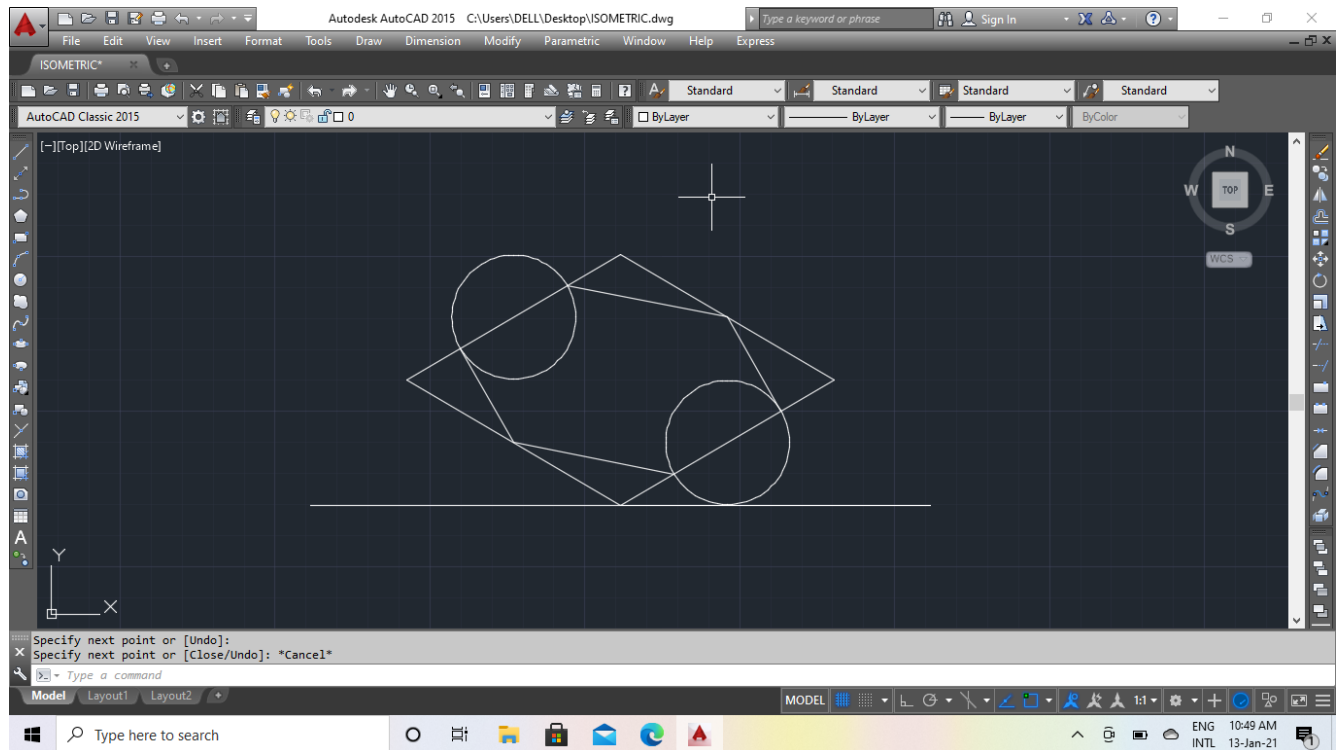 Autodesk AutoCAD 2015 C:\Users\DELL\Desktop\ISOMETRIC.dwg
Type a keyword or phrase
Sign In
File Edit View Insert Format Tools Draw Dimension Modify Parametric Window Help Express
ISOMETRIC*
Standard Standard Standard Standard
AutoCAD Classic 2015 0 ByLayer ByLayer ByLayer ByColor
[−][Top][2D Wireframe]
N
W TOP E
S
WCS
A
Y
X
Specify next point or [Undo]:
Specify next point or [Close/Undo]: *Cancel*
Type a command
Model Layout1 Layout2
MODEL 1:1
Type here to search
ENG 10:49 AM
INTL 13-Jan-21
1